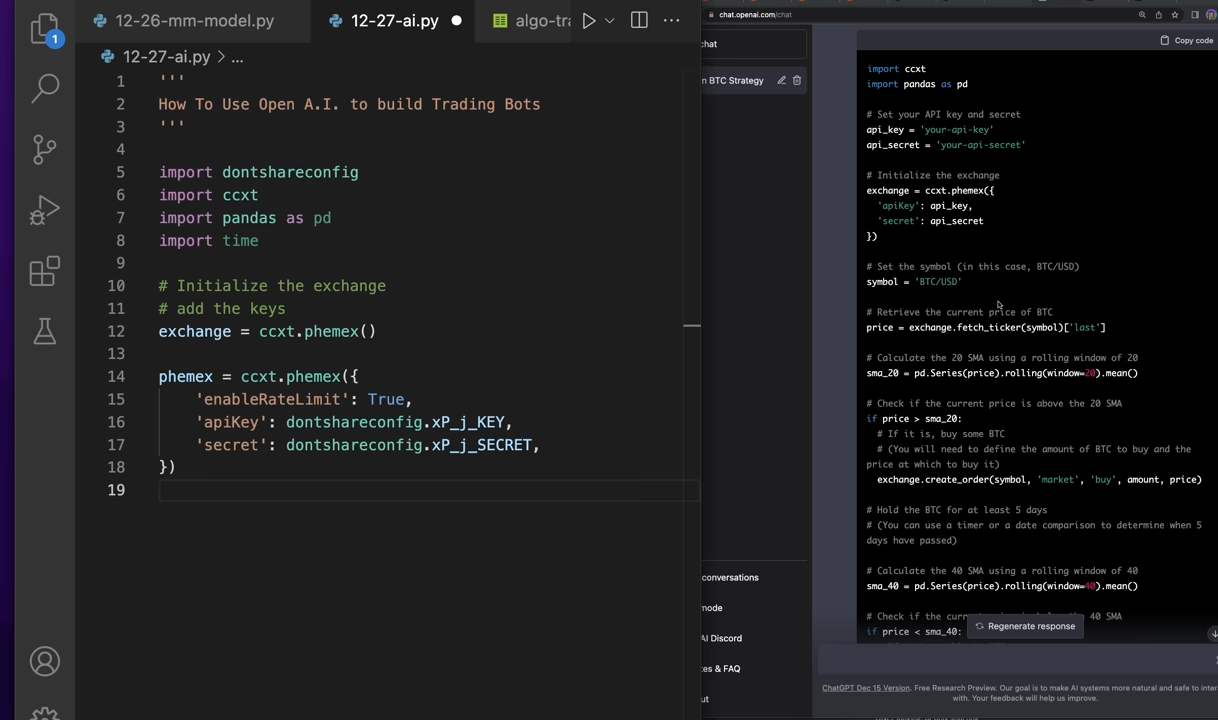 12-26-mm-model.py
12-27-ai.py
algo-tra
1
12-27-ai.py > ...
1 '''
2 How To Use Open A.I. to build Trading Bots
3 '''
4
5 import dontshareconfig
6 import ccxt
7 import pandas as pd
8 import time
9
10 # Initialize the exchange
11 # add the keys
12 exchange = ccxt.phemex()
13
14 phemex = ccxt.phemex({
15 'enableRateLimit': True,
16 'apiKey': dontshareconfig.xP_j_KEY,
17 'secret': dontshareconfig.xP_j_SECRET,
18 })
19
chat.openai.com/chat
chat
n BTC Strategy
conversations
mode
AI Discord
tes & FAQ
ut
Copy code
import ccxt
import pandas as pd
# Set your API key and secret
api_key = 'your-api-key'
api_secret = 'your-api-secret'
# Initialize the exchange
exchange = ccxt.phemex({
'apiKey': api_key,
'secret': api_secret
})
# Set the symbol (in this case, BTC/USD)
symbol = 'BTC/USD'
# Retrieve the current price of BTC
price = exchange.fetch_ticker(symbol)['last']
# Calculate the 20 SMA using a rolling window of 20
sma_20 = pd.Series(price).rolling(window=20).mean()
# Check if the current price is above the 20 SMA
if price > sma_20:
# If it is, buy some BTC
# (You will need to define the amount of BTC to buy and the
price at which to buy it)
exchange.create_order(symbol, 'market', 'buy', amount, price)
# Hold the BTC for at least 5 days
# (You can use a timer or a date comparison to determine when 5
days have passed)
# Calculate the 40 SMA using a rolling window of 40
sma_40 = pd.Series(price).rolling(window=40).mean()
# Check if the curr 40 SMA
if price < sma_40:
Regenerate response
ChatGPT Dec 15 Version. Free Research Preview. Our goal is to make AI systems more natural and safe to inter
with. Your feedback will help us improve.